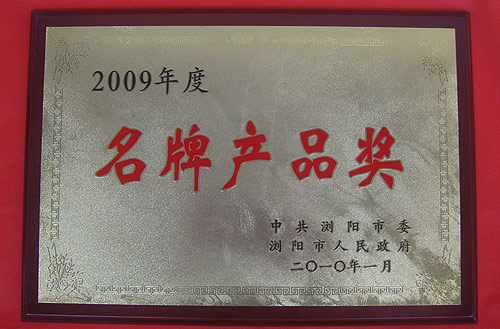 2009年度
名牌产品奖
中共浏阳市委
浏阳市人民政府
二〇一〇年一月